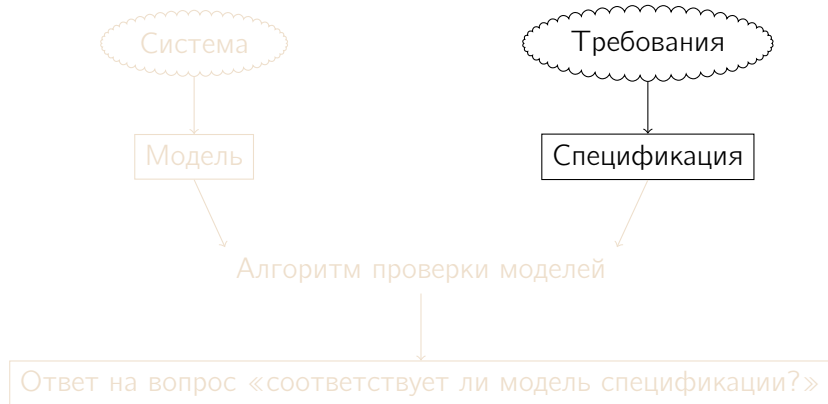 Система
Требования
Модель
Спецификация
Алгоритм проверки моделей
Ответ на вопрос «соответствует ли модель спецификации?»